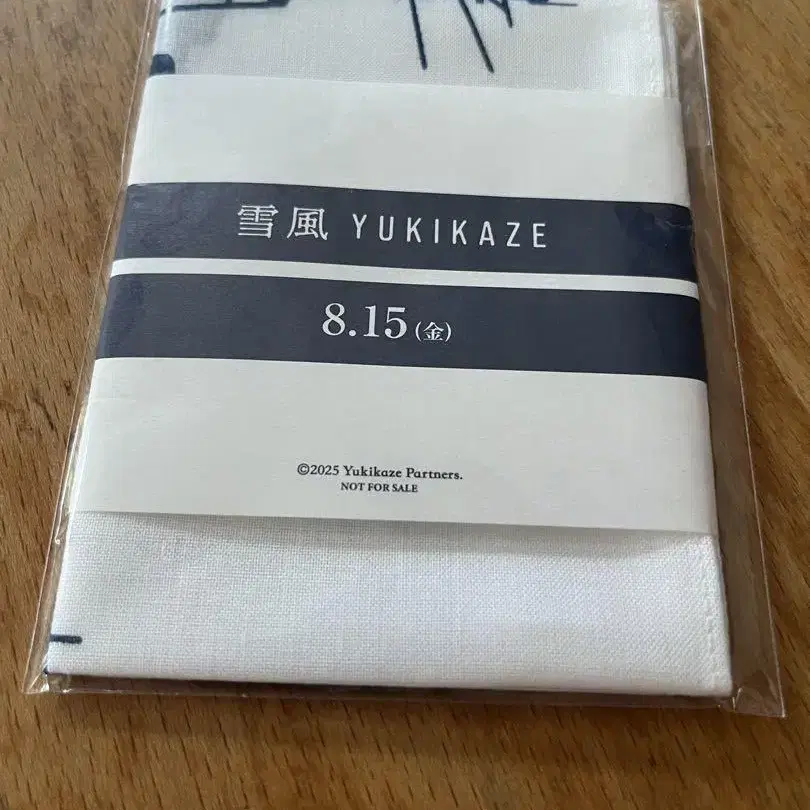 雪風 YUKIKAZE
8.15(金)
©2025 Yukikaze Partners.
NOT FOR SALE